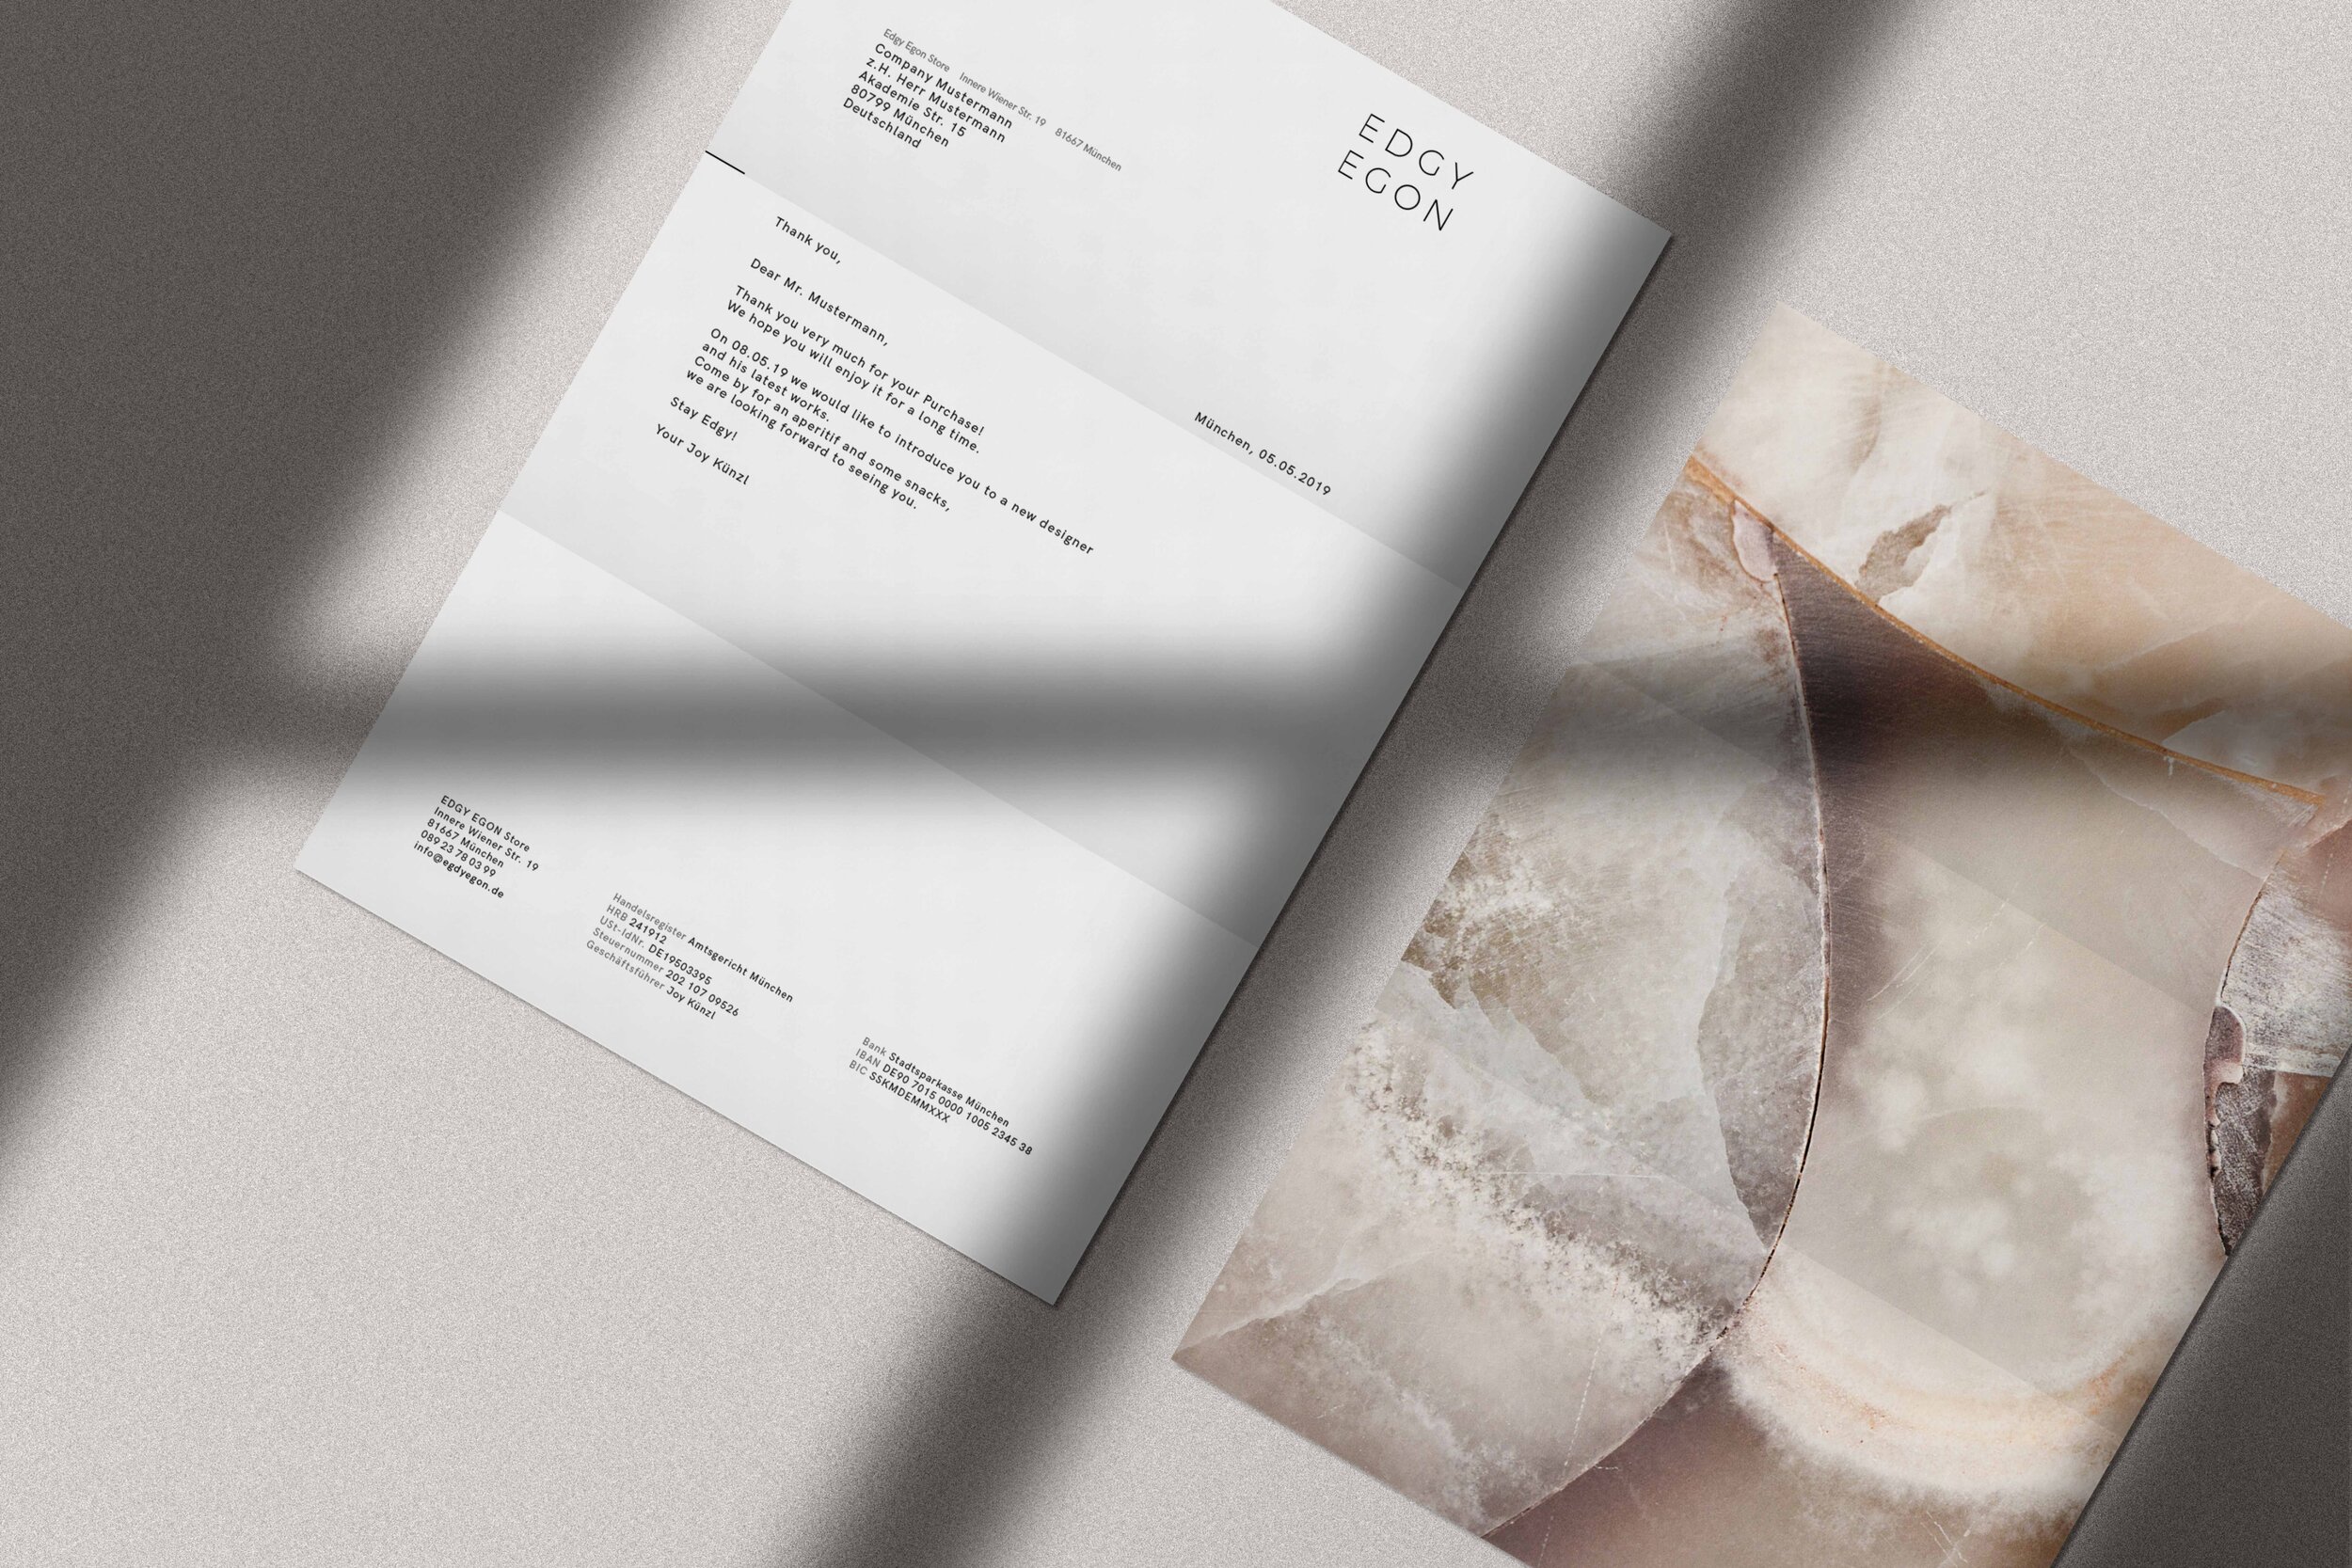 Edgy Egon Store Innere Wiener Str. 19 81667 München
Company Mustermann
z.H. Herr Mustermann
Akademie Str. 15
80799 München
Deutschland
EDGY
EGON
München, 05.05.2019
Thank you,
Dear Mr. Mustermann,
Thank you very much for your Purchase!
We hope you will enjoy it for a long time.
On 08.05.19 we would like to introduce you to a new designer
and his latest works.
Come by for an aperitif and some snacks,
we are looking forward to seeing you.
Stay Edgy!
Your Joy Künzl
EDGY EGON Store
Innere Wiener Str. 19
81667 München
089 23 78 03 99
info@egdyegon.de
Handelsregister Amtsgericht München
HRB 241912
USt-IdNr. DE19503395
Steuernummer 202 107 09526
Geschäftsführer Joy Künzl
Bank Stadtsparkasse München
IBAN DE90 7015 0000 1005 2345 38
BIC SSKMDEMMXXX